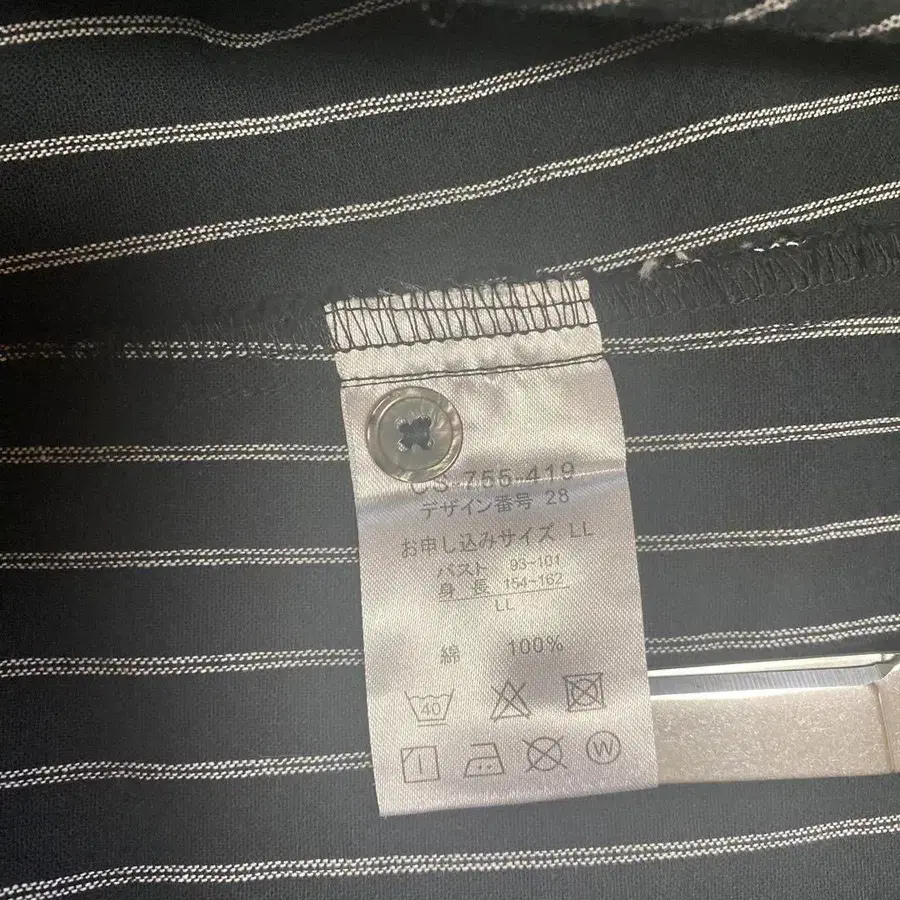 755-419
デザイン番号 28
お申し込みサイズ LL
バスト 93-101
身 長 154-162
LL
綿 100%
40
W